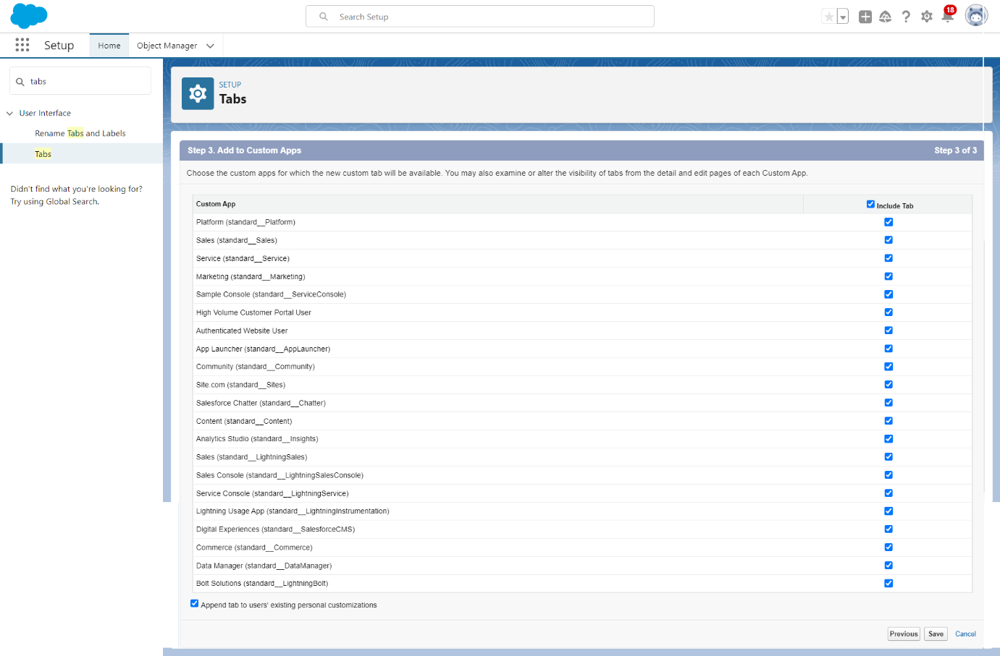 Search Setup
18
Setup
Home
Object Manager
tabs
User Interface
Rename Tabs and Labels
Tabs
Didn't find what you're looking for?
Try using Global Search.
SETUP
Tabs
Step 3. Add to Custom Apps Step 3 of 3
Choose the custom apps for which the new custom tab will be available. You may also examine or alter the visibility of tabs from the detail and edit pages of each Custom App.
Custom App Include Tab
Platform (standard__Platform)
Sales (standard__Sales)
Service (standard__Service)
Marketing (standard__Marketing)
Sample Console (standard__ServiceConsole)
High Volume Customer Portal User
Authenticated Website User
App Launcher (standard__AppLauncher)
Community (standard__Community)
Site.com (standard__Sites)
Salesforce Chatter (standard__Chatter)
Content (standard__Content)
Analytics Studio (standard__Insights)
Sales (standard__LightningSales)
Sales Console (standard__LightningSalesConsole)
Service Console (standard__LightningService)
Lightning Usage App (standard__LightningInstrumentation)
Digital Experiences (standard__SalesforceCMS)
Commerce (standard__Commerce)
Data Manager (standard__DataManager)
Bolt Solutions (standard__LightningBolt)
Append tab to users' existing personal customizations
Previous Save Cancel